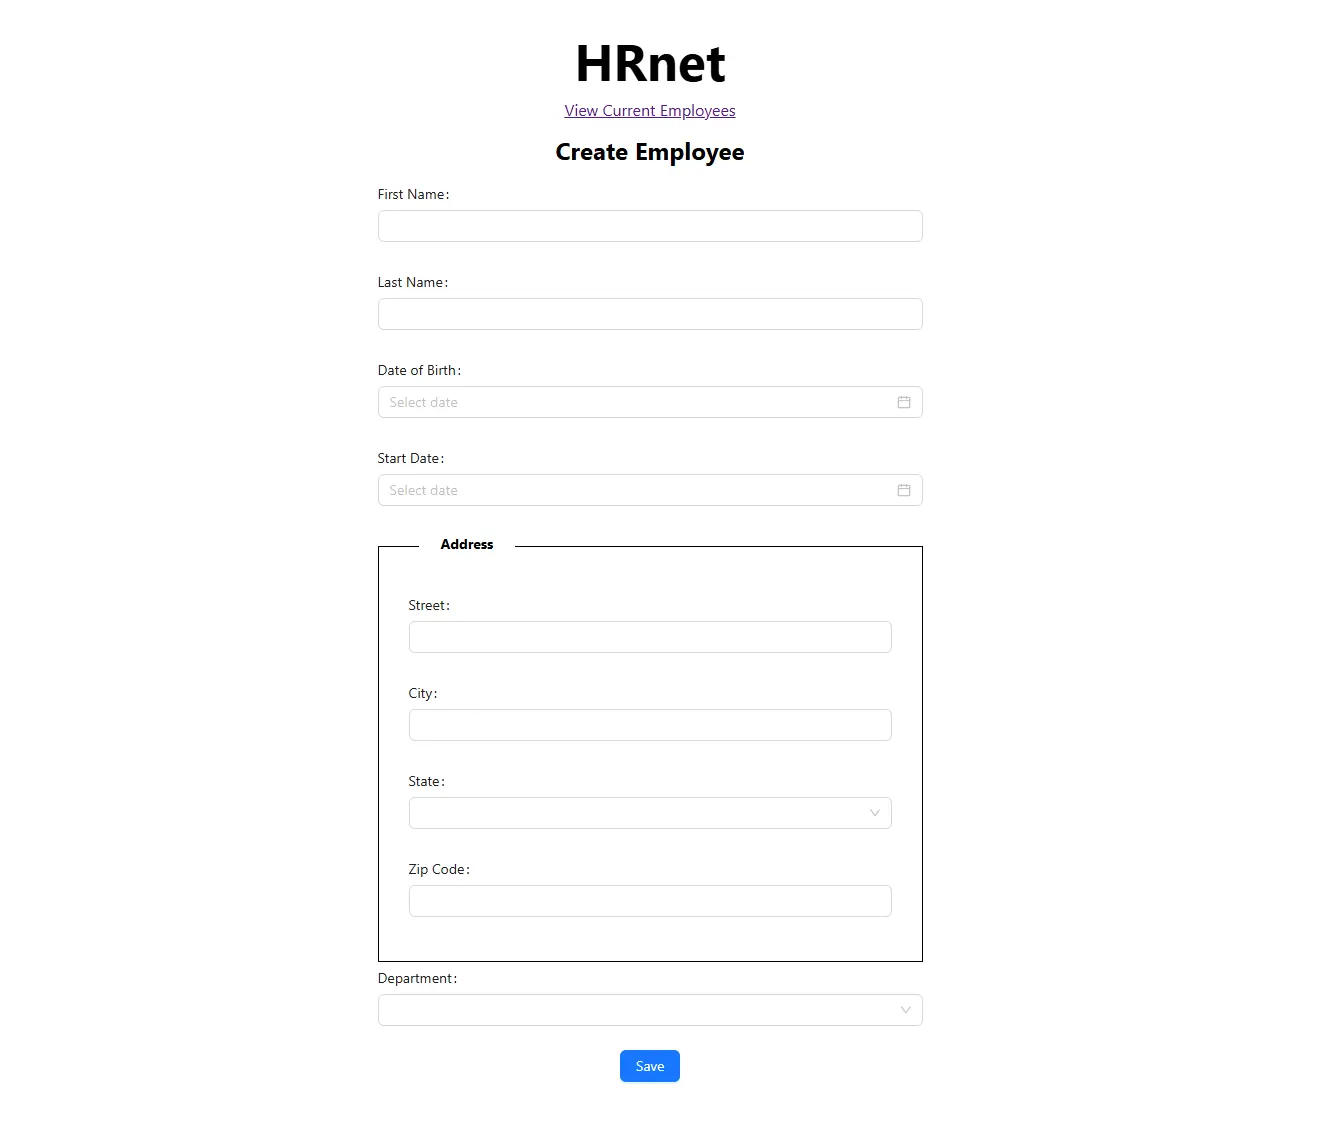 HRnet
View Current Employees
Create Employee
First Name:
Last Name:
Date of Birth:
Select date
Start Date:
Select date
Address
Street:
City:
State:
Zip Code:
Department:
Save